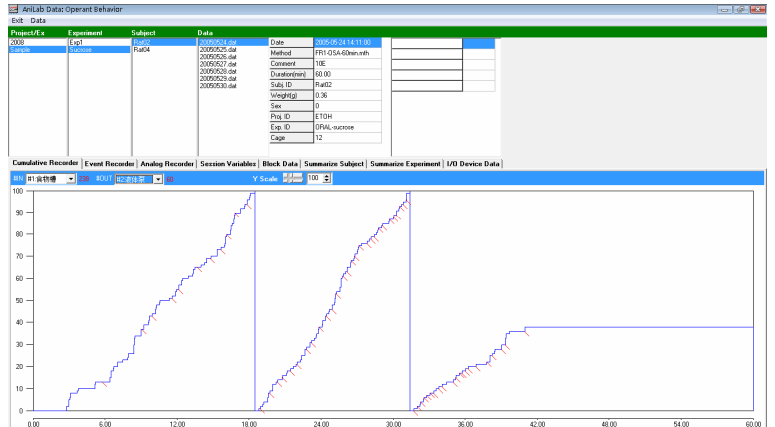 AniLab Data: Operant Behavior
Exit Data
Project/Ex Experiment Subject Data
2008 Exp1 Rat02 20050524.dat
Sample Sucrose Rat04 20050525.dat
20050526.dat
20050527.dat
20050528.dat
20050529.dat
20050530.dat
Date 2005-05-24 14:11:00
Method FR1-OSA-60min.mth
Comment 10E
Duration(min) 60.00
Subj. ID Rat02
Weight(g) 0.36
Sex 0
Proj. ID ETOH
Exp. ID ORAL-sucrose
Cage 12
Cumulative Recorder Event Recorder Analog Recorder Session Variables Block Data Summarize Subject Summarize Experiment I/O Device Data
#IN #1:食物槽 #OUT #2:液体泵 Y Scale 100
100
90
80
70
60
50
40
30
20
10
0
0.00 6.00 12.00 18.00 24.00 30.00 36.00 42.00 48.00 54.00 60.00